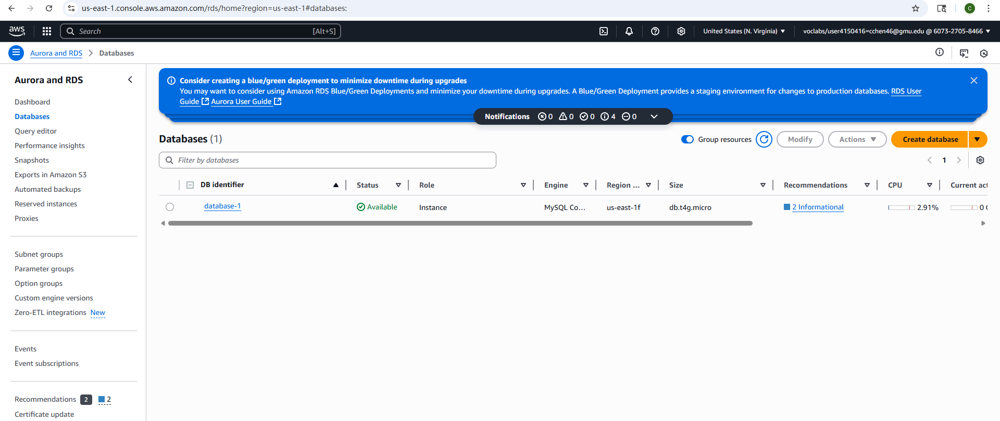 us-east-1.console.aws.amazon.com/rds/home?region=us-east-1#databases:
C
aws
Search
[Alt+S]
United States (N. Virginia)
voclabs/user4150416=cchen46@gmu.edu @ 6073-2705-8466
Aurora and RDS
Databases
Aurora and RDS
Dashboard
Databases
Query editor
Performance insights
Snapshots
Exports in Amazon S3
Automated backups
Reserved instances
Proxies
Subnet groups
Parameter groups
Option groups
Custom engine versions
Zero-ETL integrations New
Events
Event subscriptions
Recommendations 2 2
Certificate update
Consider creating a blue/green deployment to minimize downtime during upgrades
You may want to consider using Amazon RDS Blue/Green Deployments and minimize your downtime during upgrades. A Blue/Green Deployment provides a staging environment for changes to production databases. RDS User
Guide Aurora User Guide
Notifications 0 0 0 4 0
Databases (1)
Group resources
Modify
Actions
Create database
Filter by databases
1
DB identifier Status Role Engine Region ... Size Recommendations CPU Current act
database-1 Available Instance MySQL Co... us-east-1f db.t4g.micro 2 Informational 2.91% 0